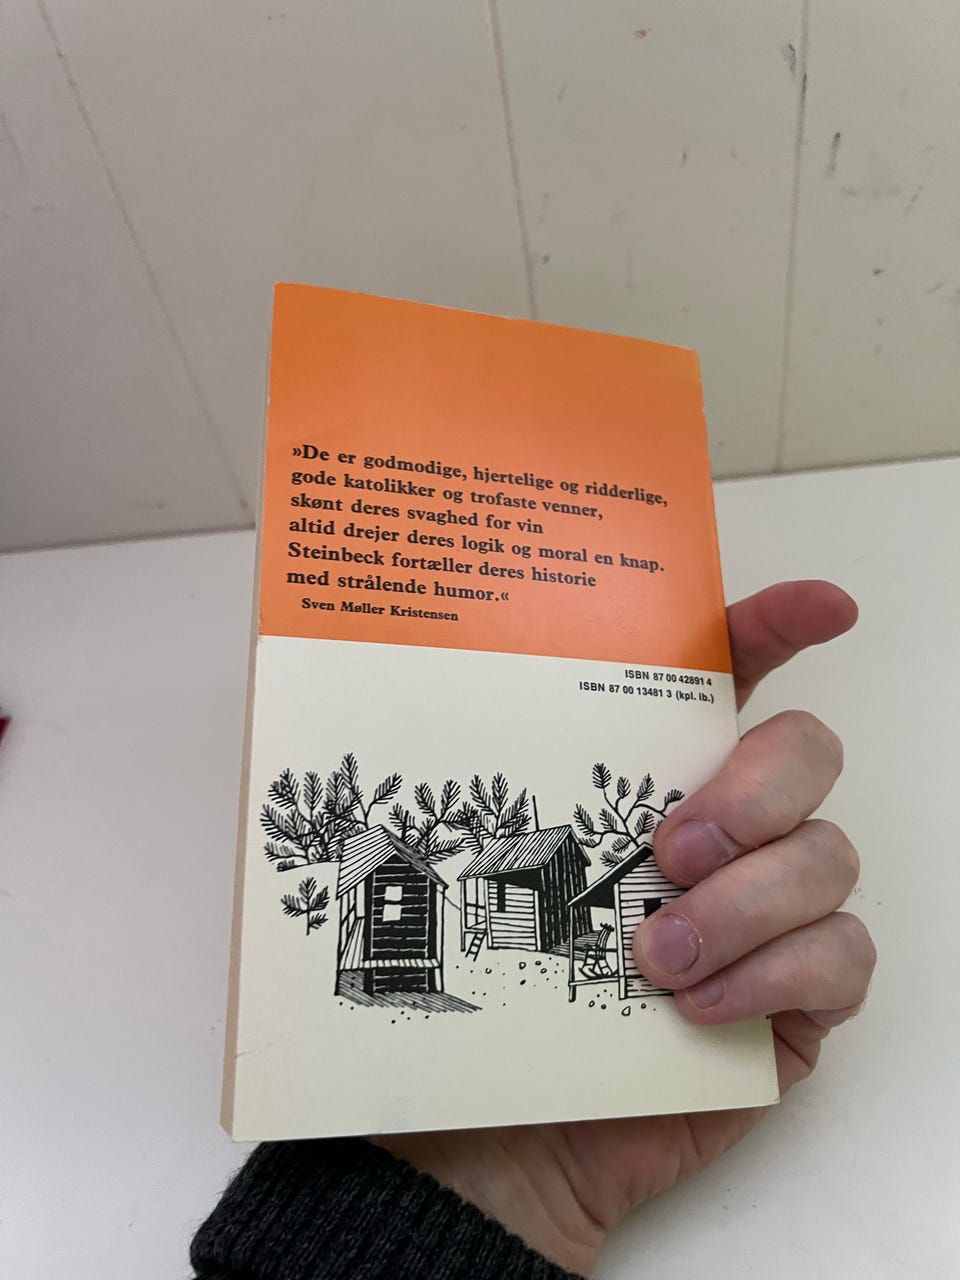 »De er godmodige, hjertelige og ridderlige,
gode katolikker og trofaste venner,
skønt deres svaghed for vin
altid drejer deres logik og moral en knap.
Steinbeck fortæller deres historie
med strålende humor.«
Sven Møller Kristensen
ISBN 87 00 42891 4
ISBN 87 00 13481 3 (kpl. ib.)